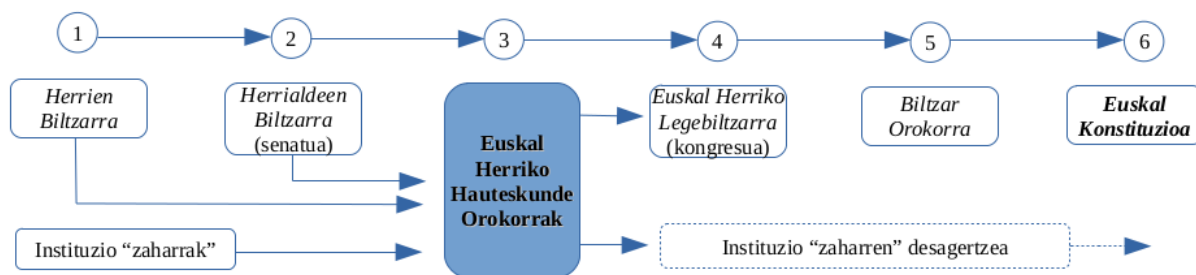 1
2
3
4
5
6
Herrien
Biltzarra
Herrialdeen
Biltzarra
(senatua)
Euskal
Herriko
Hauteskunde
Orokorrak
Euskal Herriko
Legebiltzarra
(kongresua)
Biltzar
Orokorra
Euskal
Konstituzioa
Instituzio “zaharrak”
Instituzio “zaharren” desagertzea